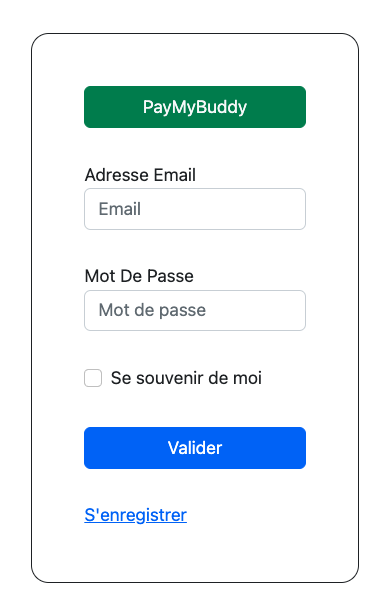 PayMyBuddy
Adresse Email
Email
Mot De Passe
Mot de passe
Se souvenir de moi
Valider
S'enregistrer